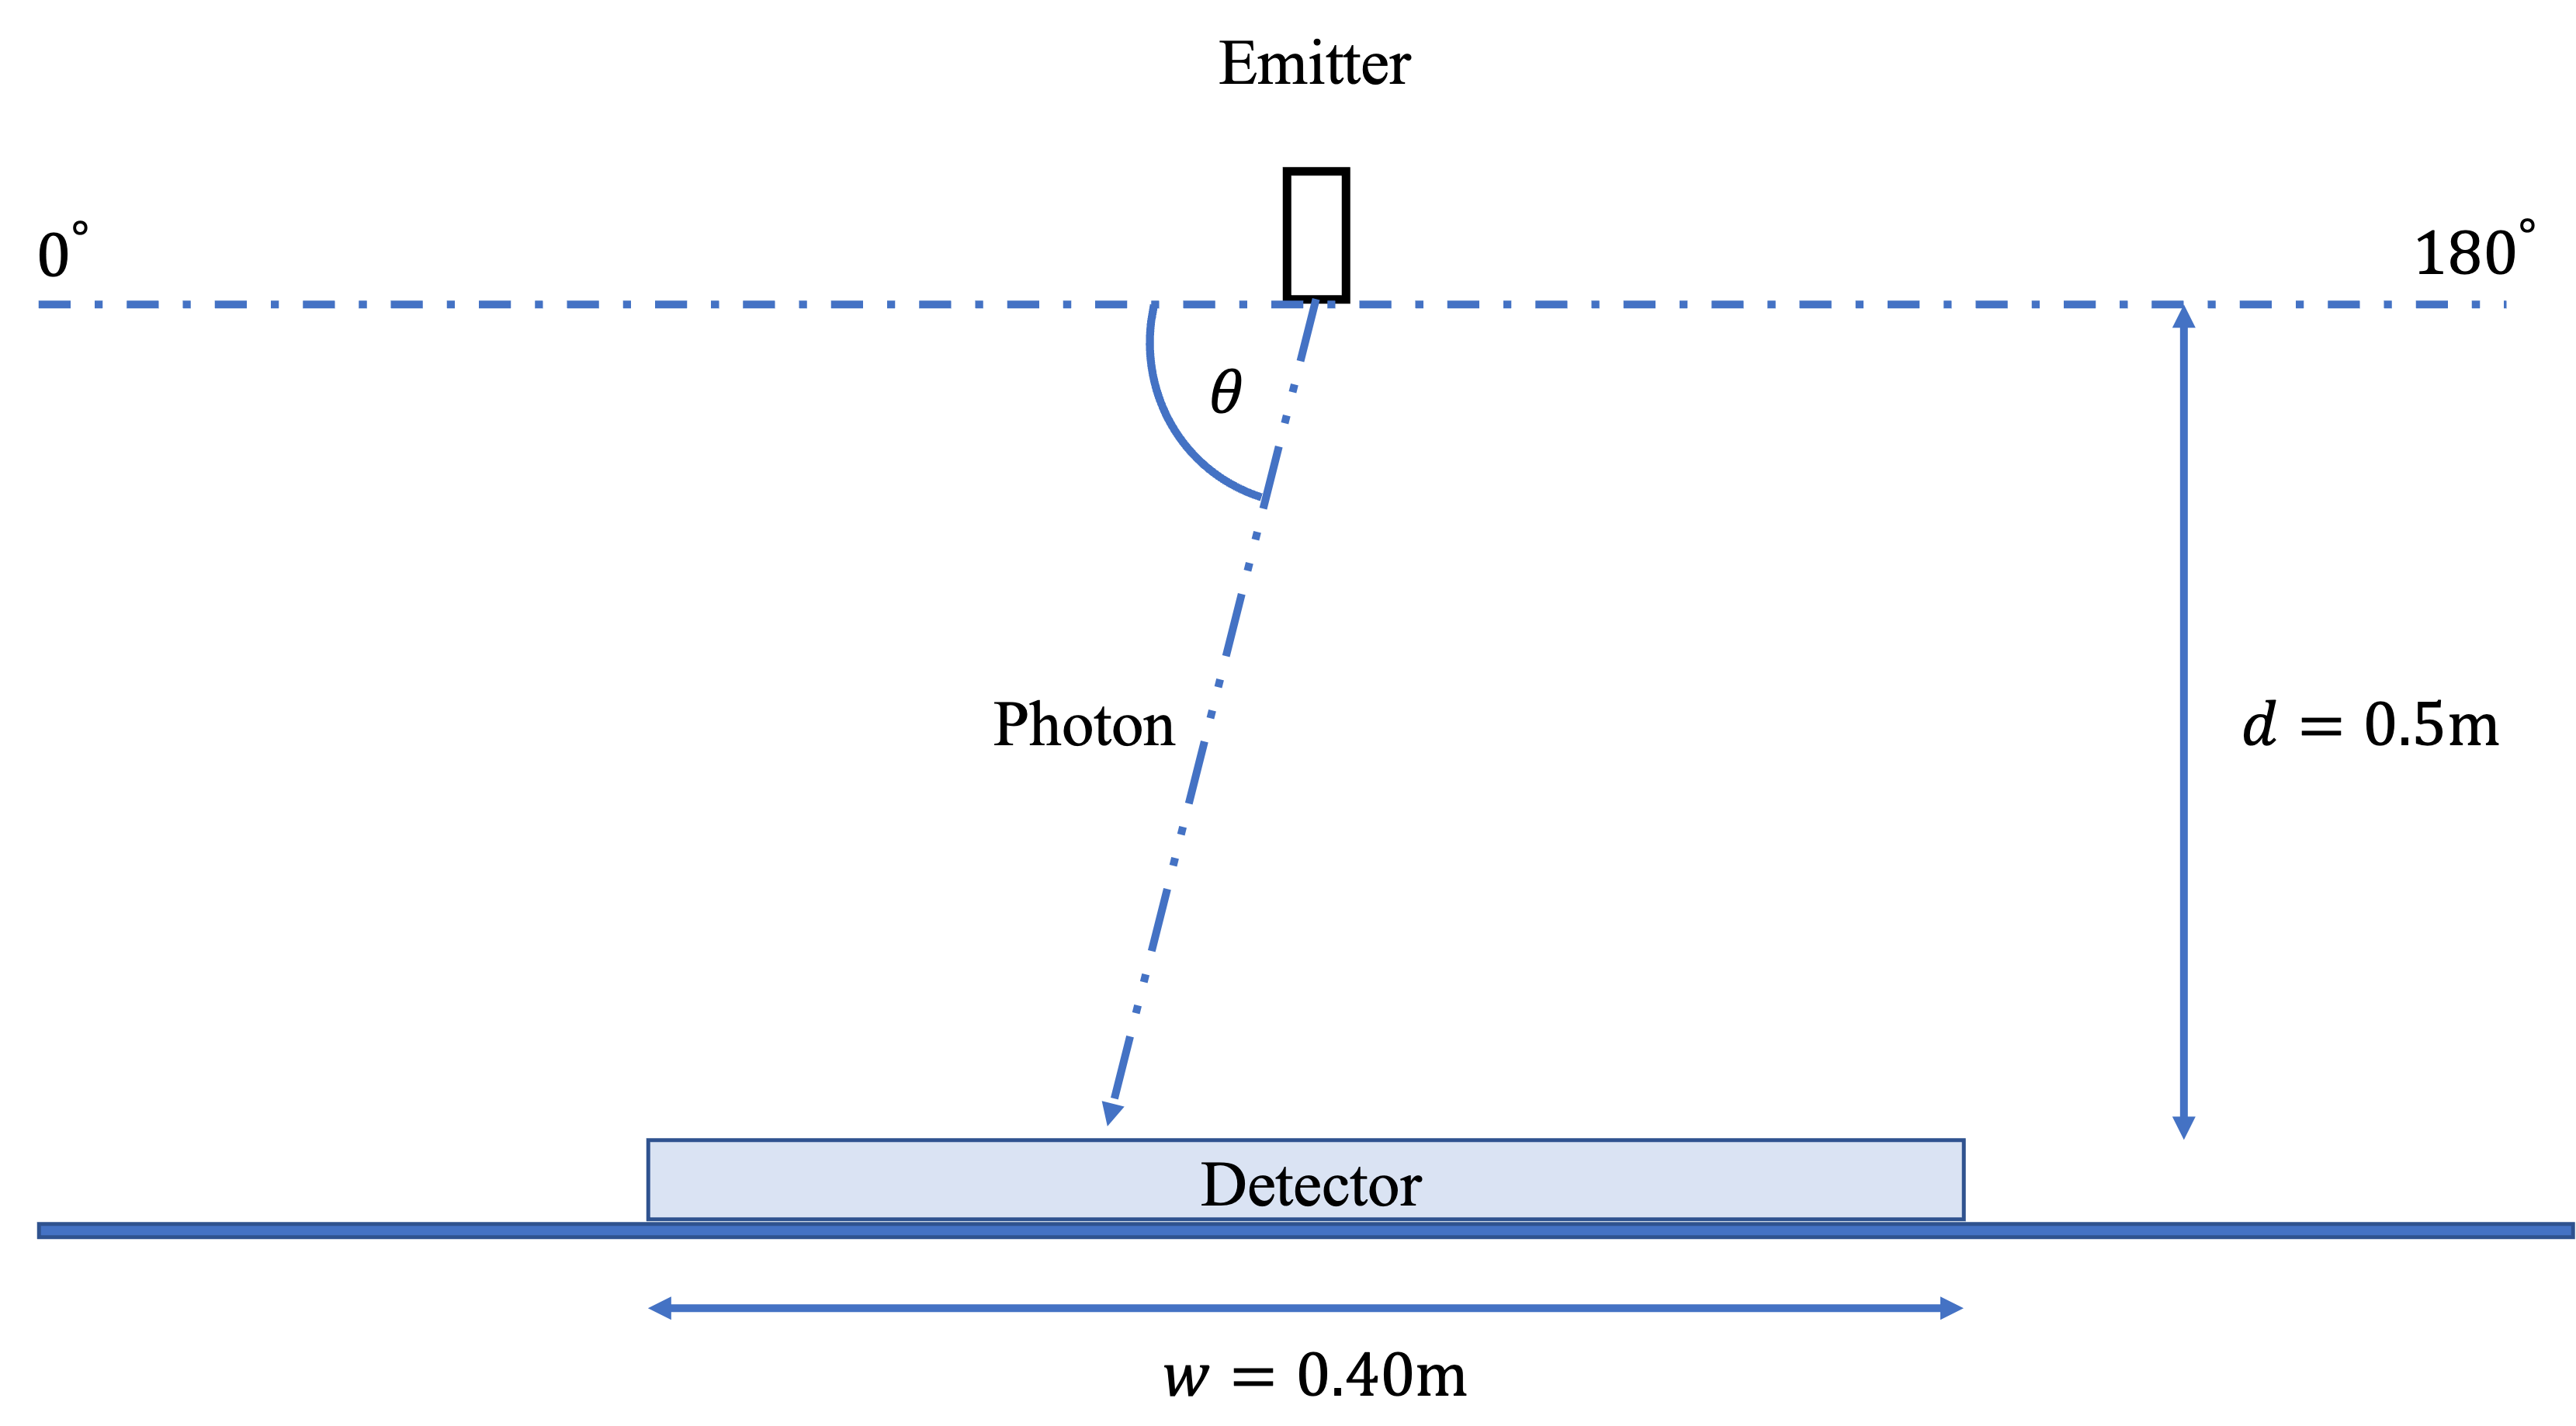 Emitter
0°
180°
θ
Photon
d = 0.5m
Detector
w = 0.40m